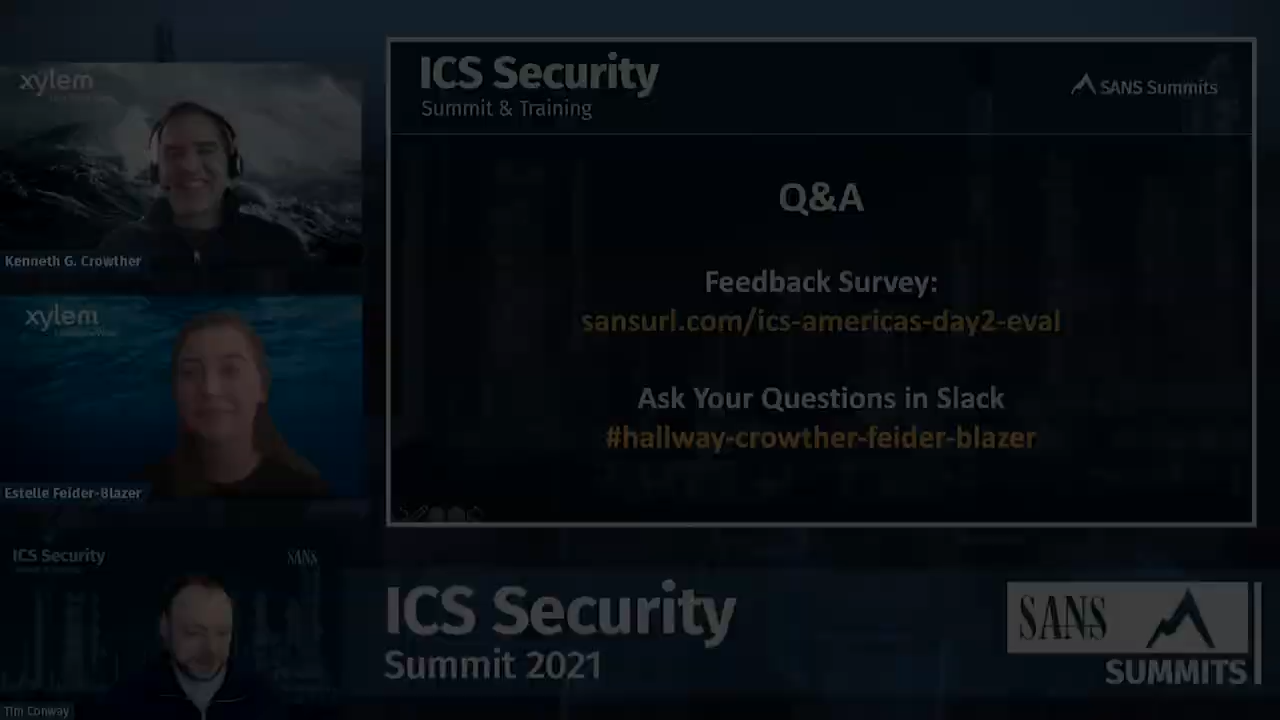 xylem
Kenneth G. Crowther
xylem
Estelle Feider-Blazer
ICS Security
SANS
Tim Conway
ICS Security
Summit & Training
SANS Summits
Q&A
Feedback Survey:
sansurl.com/ics-americas-day2-eval
Ask Your Questions in Slack
#hallway-crowther-feider-blazer
ICS Security
Summit 2021
SANS
SUMMITS